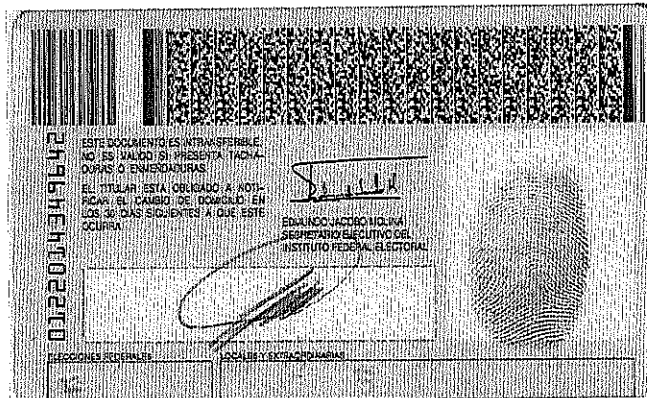 ESTE DOCUMENTO ES INTRANSFERIBLE,
NO ES VALIDO SI PRESENTA TACHA-
DURAS O ENMENDADURAS.
EL TITULAR ESTÁ OBLIGADO A NOTI-
FICAR EL CAMBIO DE DOMICILIO EN
LOS 30 DIAS SIGUIENTES A QUE ESTE
OCURRA.
EDMUNDO JACOBO MOLINA
SECRETARIO EJECUTIVO DEL
INSTITUTO FEDERAL ELECTORAL
ELECCIONES FEDERALES
LOCALES Y EXTRAORDINARIAS